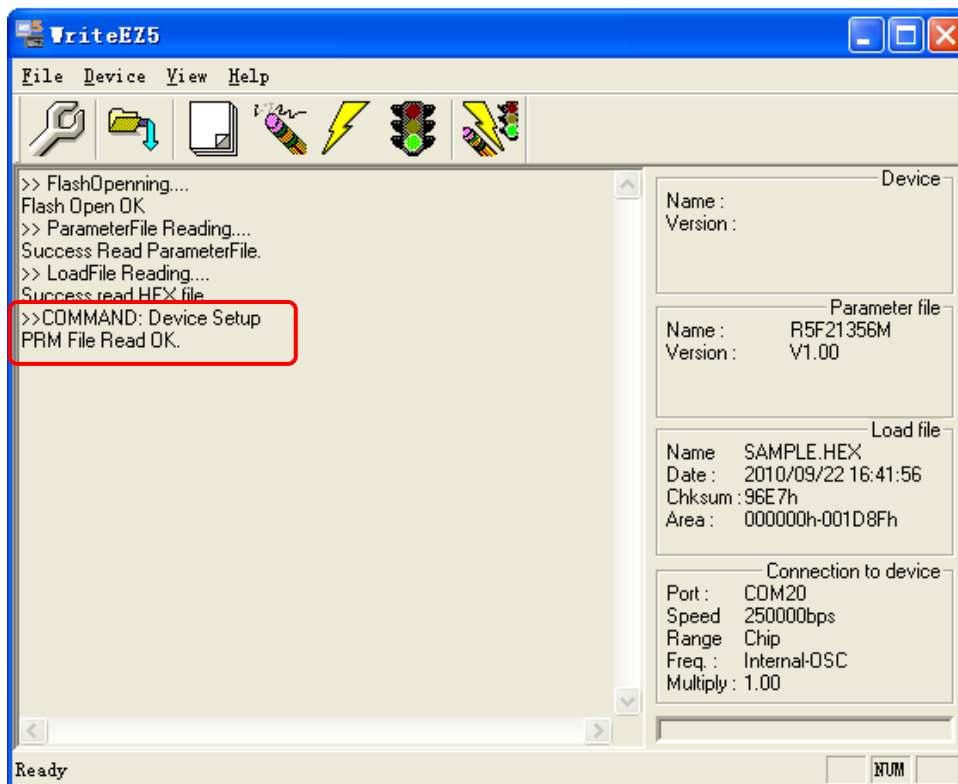 WriteEZ5
File Device View Help
>> FlashOpenning....
Flash Open OK
>> ParameterFile Reading....
Success Read ParameterFile.
>> LoadFile Reading....
Success read HEX file.
>>COMMAND: Device Setup
PRM File Read OK.
Device
Name :
Version :
Parameter file
Name : R5F21356M
Version : V1.00
Load file
Name SAMPLE.HEX
Date : 2010/09/22 16:41:56
Chksum : 96E7h
Area : 000000h-001D8Fh
Connection to device
Port : COM20
Speed 250000bps
Range Chip
Freq. : Internal-OSC
Multiply : 1.00
Ready
NUM